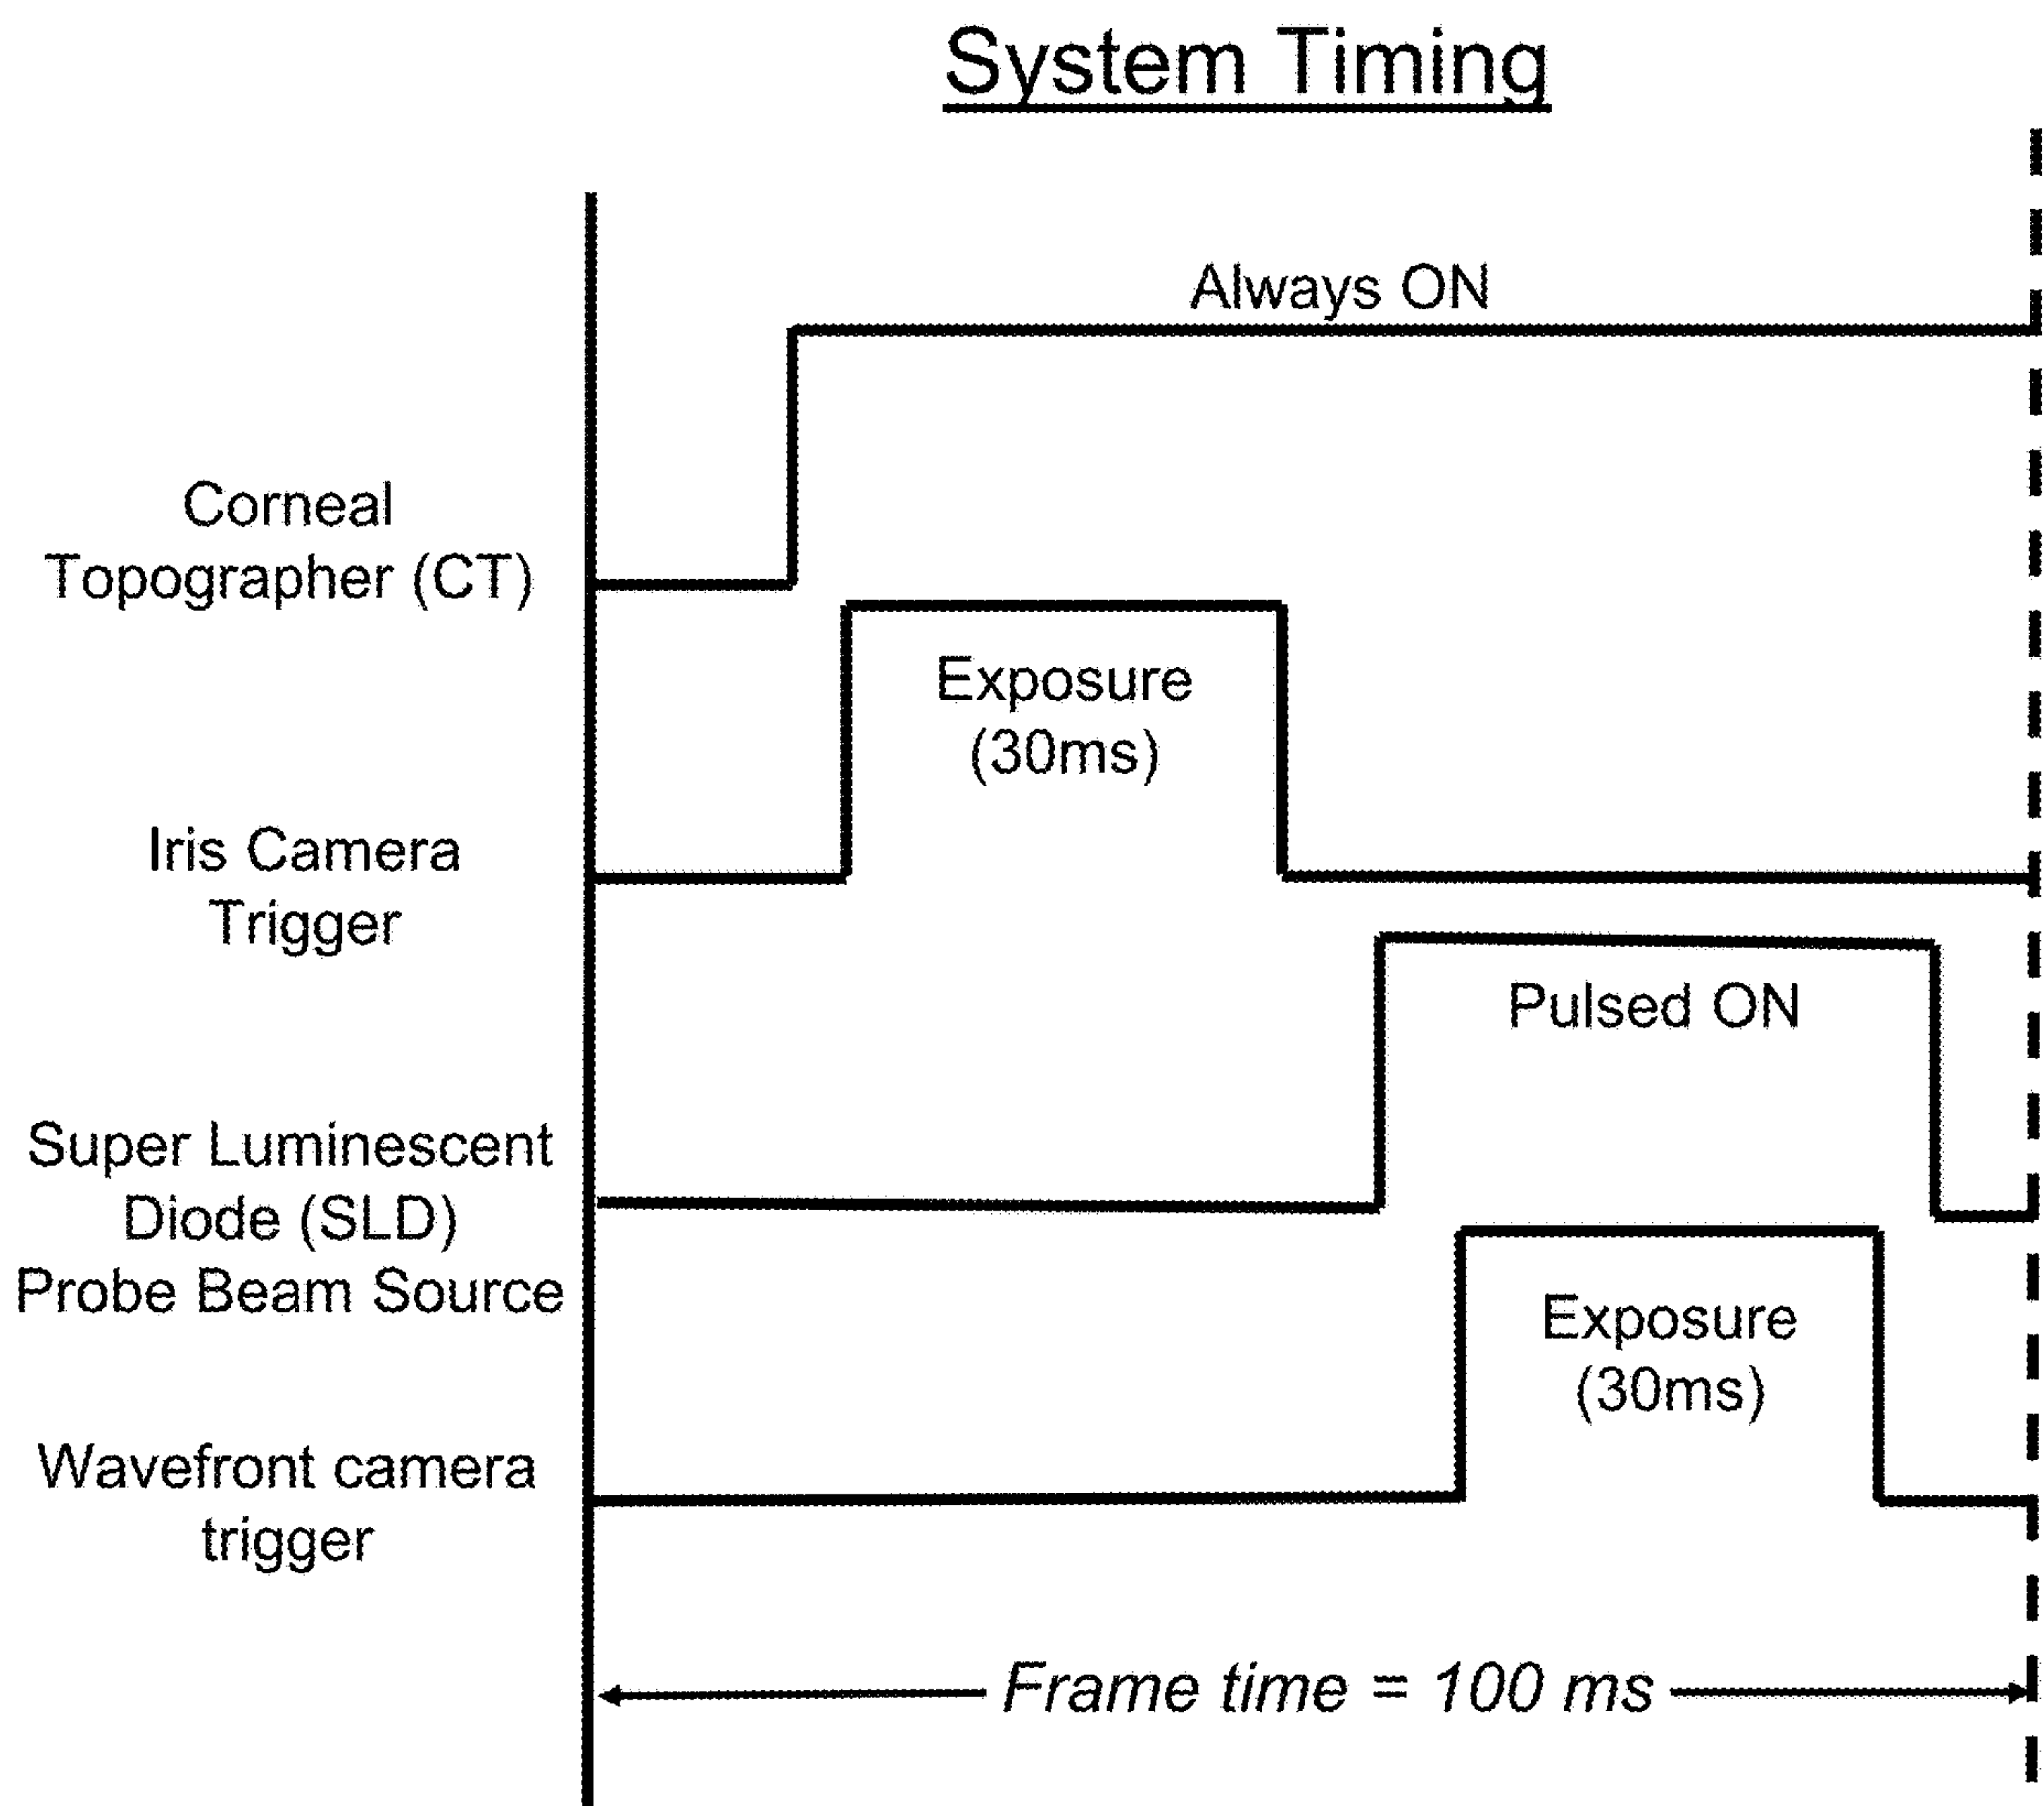 System Timing
Always ON
Corneal
Topographer (CT)
Exposure
(30ms)
Iris Camera
Trigger
Pulsed ON
Super Luminescent
Diode (SLD)
Probe Beam Source
Exposure
(30ms)
Wavefront camera
trigger
Frame time = 100 ms